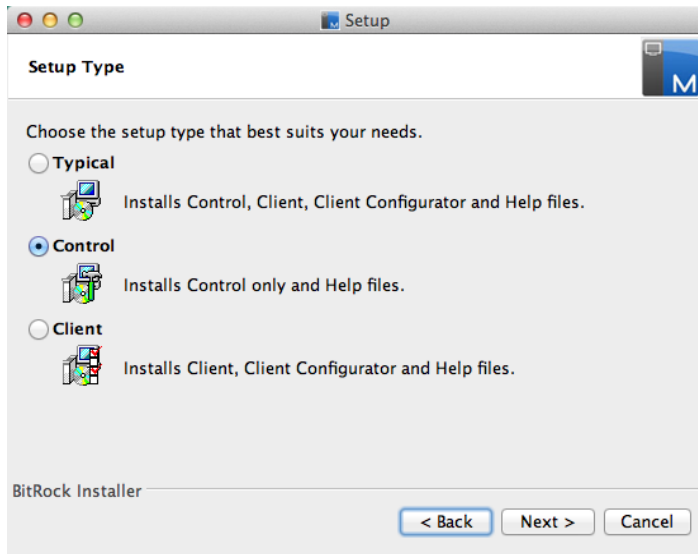 Setup
Setup Type
M
Choose the setup type that best suits your needs.
Typical
Installs Control, Client, Client Configurator and Help files.
Control
Installs Control only and Help files.
Client
Installs Client, Client Configurator and Help files.
BitRock Installer
< Back Next > Cancel